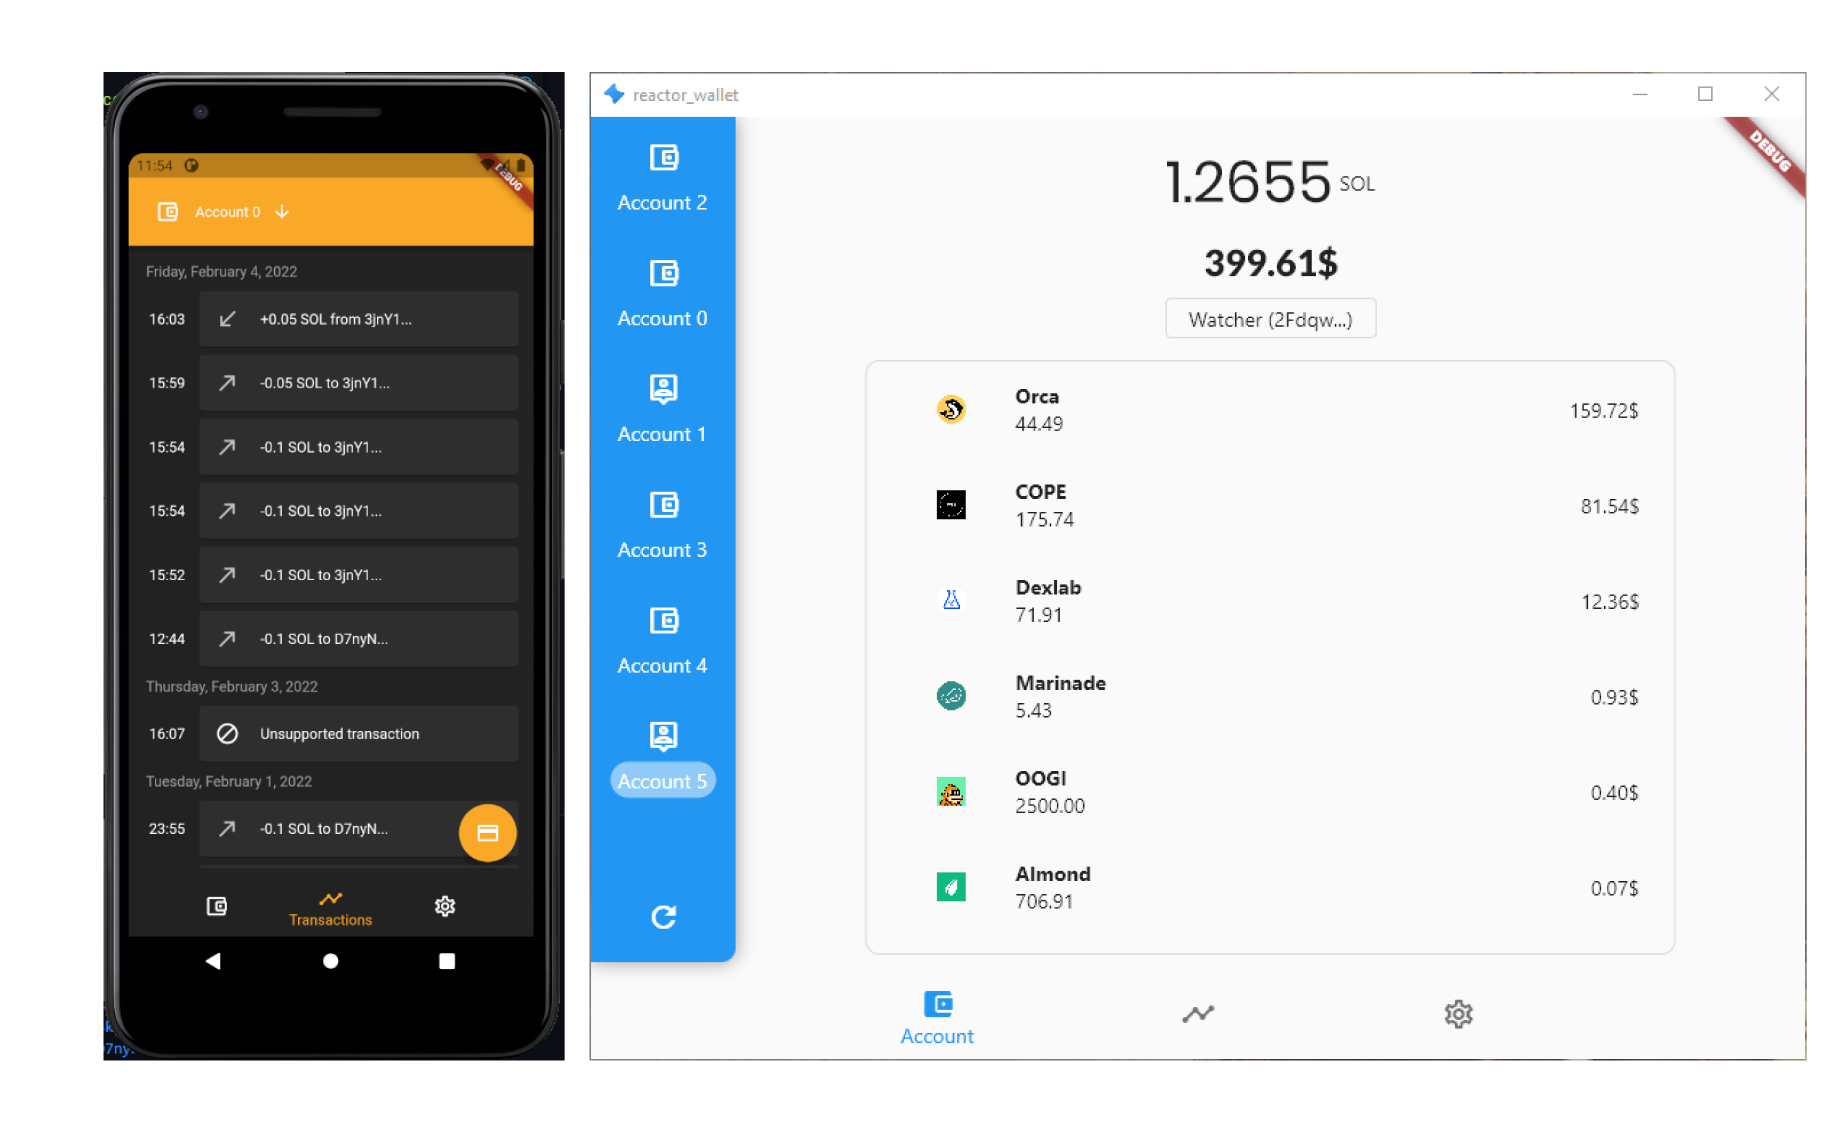 11:54
DEBUG
Account 0
Friday, February 4, 2022
16:03 +0.05 SOL from 3jnY1...
15:59 -0.05 SOL to 3jnY1...
15:54 -0.1 SOL to 3jnY1...
15:54 -0.1 SOL to 3jnY1...
15:52 -0.1 SOL to 3jnY1...
12:44 -0.1 SOL to D7nyN...
Thursday, February 3, 2022
16:07 Unsupported transaction
Tuesday, February 1, 2022
23:55 -0.1 SOL to D7nyN...
Transactions
reactor_wallet
DEBUG
Account 2
Account 0
Account 1
Account 3
Account 4
Account 5
1.2655 SOL
399.61$
Watcher (2Fdqw...)
Orca
44.49
159.72$
COPE
175.74
81.54$
Dexlab
71.91
12.36$
Marinade
5.43
0.93$
OOGI
2500.00
0.40$
Almond
706.91
0.07$
Account